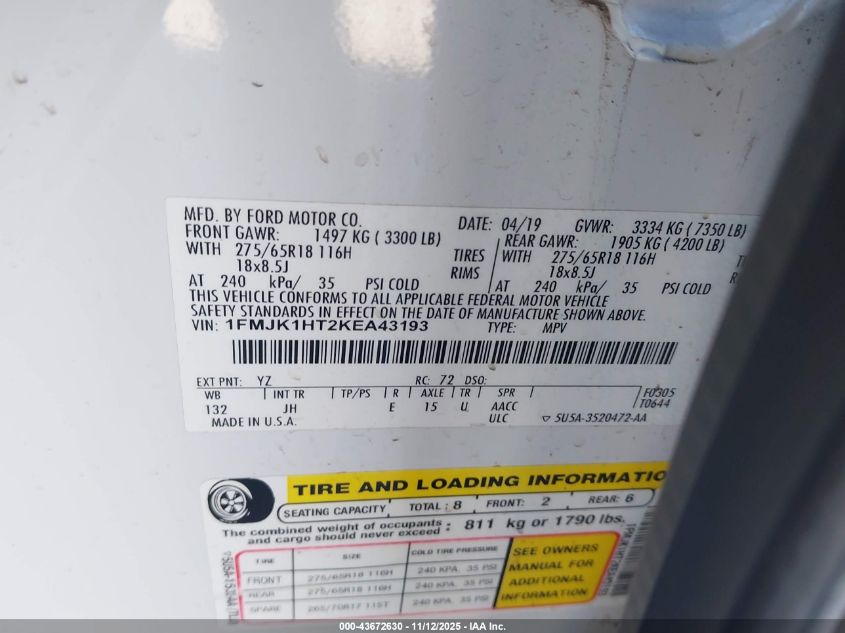 MFD. BY FORD MOTOR CO.
DATE: 04/19 GVWR: 3334 KG ( 7350 LB)
FRONT GAWR: 1497 KG ( 3300 LB)
REAR GAWR: 1905 KG ( 4200 LB)
WITH 275/65R18 116H TIRES
WITH 275/65R18 116H
18x8.5J RIMS
18x8.5J
AT 240 kPa/ 35 PSI COLD
AT 240 kPa/ 35 PSI COLD
THIS VEHICLE CONFORMS TO ALL APPLICABLE FEDERAL MOTOR VEHICLE
SAFETY STANDARDS IN EFFECT ON THE DATE OF MANUFACTURE SHOWN ABOVE.
VIN: 1FMJK1HT2KEA43193 TYPE: MPV
EXT PNT: YZ RC: 72 DSO:
WB INT TR TP/PS R AXLE TR SPR F0305
132 JH E 15 U AACC T0644
MADE IN U.S.A. ULC 5U5A-3520472-AA
TIRE AND LOADING INFORMATIO
SEATING CAPACITY TOTAL : 8 FRONT: 2 REAR: 6
The combined weight of occupants
and cargo should never exceed : 811 kg or 1790 lbs.
TIRE SIZE COLD TIRE PRESSURE
FRONT 275/65R18 116H 240 KPA, 35 PSI
REAR 275/65R18 116H 240 KPA, 35 PSI
SPARE 265/70R17 115T 240 KPA, 35 PSI
SEE OWNERS
MANUAL FOR
ADDITIONAL
INFORMATION
000-43672630 - 11/12/2025 - IAA Inc.